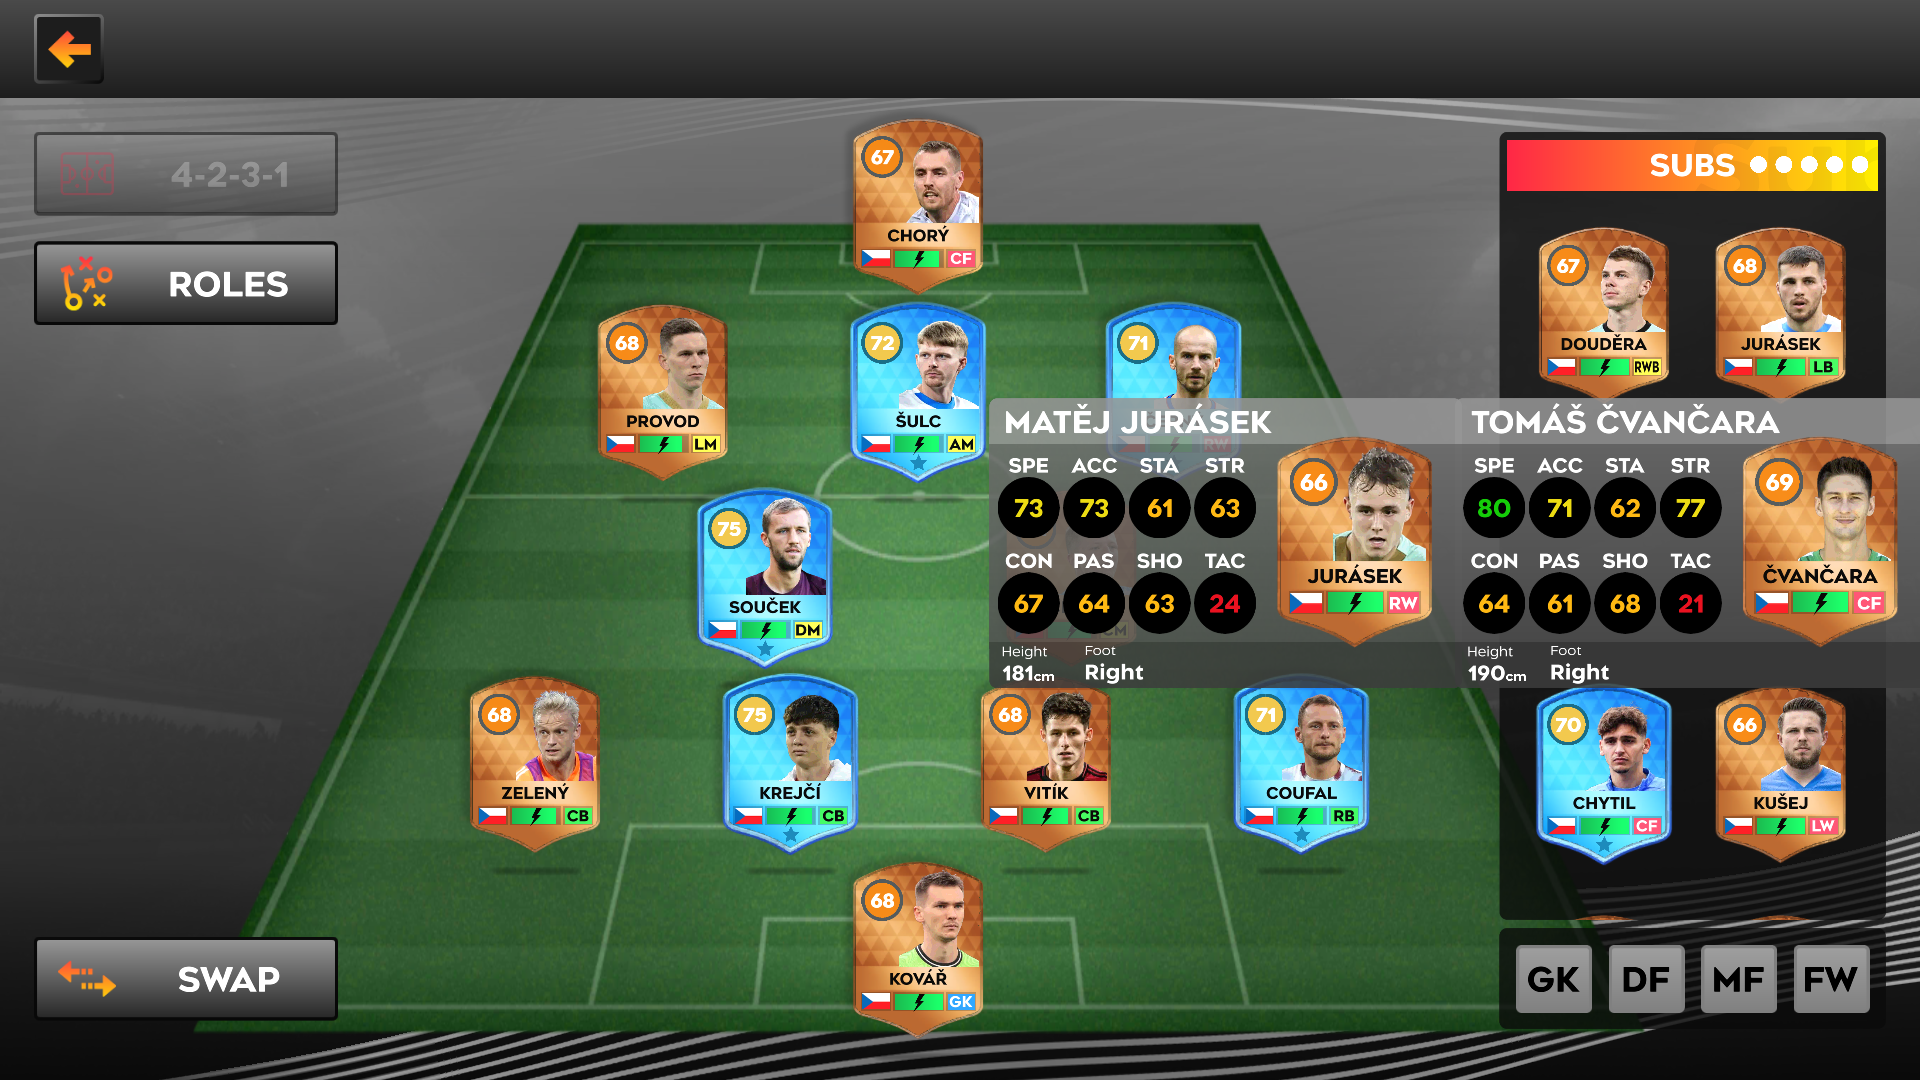 4-2-3-1
ROLES
SWAP
67
CHORÝ
CF
68
PROVOD
LM
72
ŠULC
AM
71
RW
75
SOUČEK
DM
CM
68
ZELENÝ
CB
75
KREJČÍ
CB
68
VITÍK
CB
71
COUFAL
RB
68
KOVÁŘ
GK
SUBS
67
DOUDĚRA
RWB
68
JURÁSEK
LB
MATĚJ JURÁSEK
SPE ACC STA STR
73 73 61 63
CON PAS SHO TAC
67 64 63 24
Height Foot
181cm Right
66
JURÁSEK
RW
TOMÁŠ ČVANČARA
SPE ACC STA STR
80 71 62 77
CON PAS SHO TAC
64 61 68 21
Height Foot
190cm Right
69
ČVANČARA
CF
70
CHYTIL
CF
66
KUŠEJ
LW
GK DF MF FW